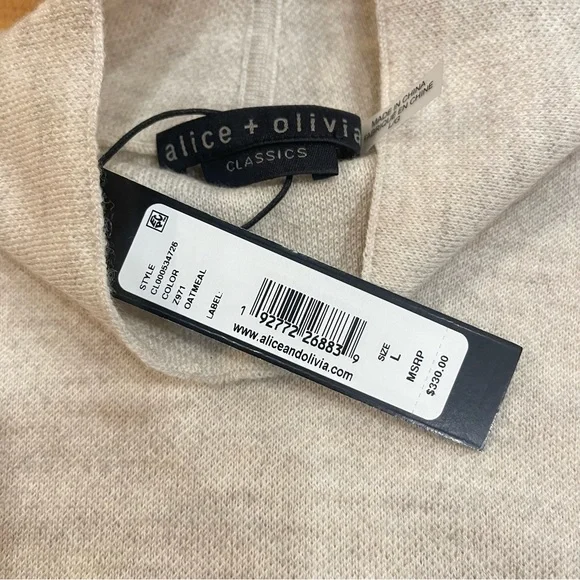 alice + olivia
CLASSICS
MADE IN CHINA
FABRIQUÉ EN CHINE
L/G
STYLE
CL000534726
COLOR
Z971
OATMEAL
LABEL:
1 92772 26883 9
www.aliceandolivia.com
SIZE
L
MSRP
$330.00